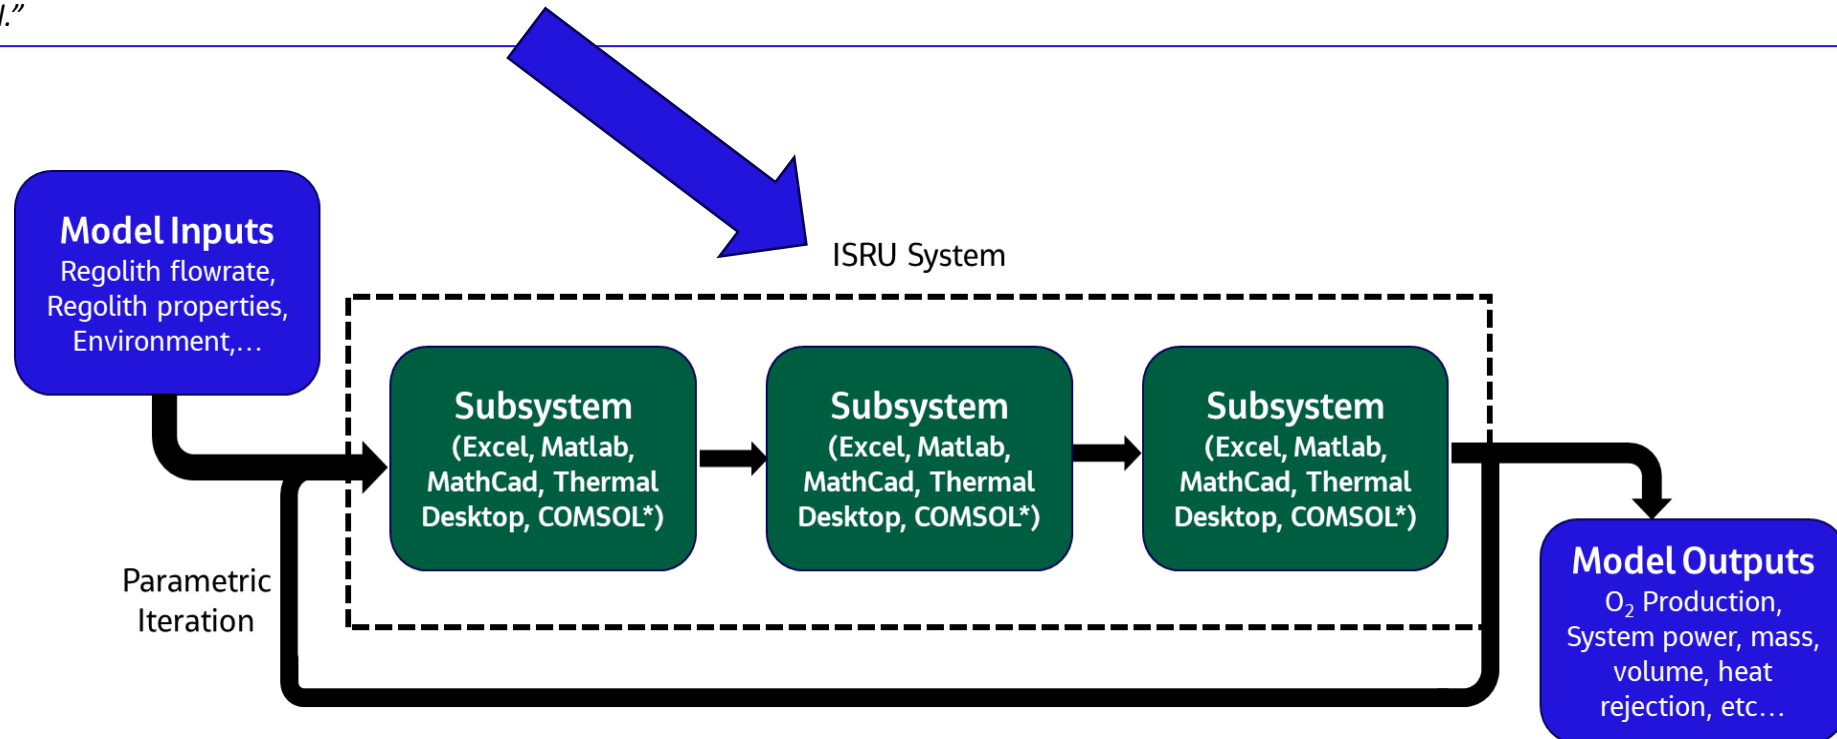 ISRU System
Model Inputs
Regolith flowrate,
Regolith properties,
Environment,…
Subsystem
(Excel, Matlab,
MathCad, Thermal
Desktop, COMSOL*)
Subsystem
(Excel, Matlab,
MathCad, Thermal
Desktop, COMSOL*)
Subsystem
(Excel, Matlab,
MathCad, Thermal
Desktop, COMSOL*)
Parametric
Iteration
Model Outputs
O₂ Production,
System power, mass,
volume, heat
rejection, etc…